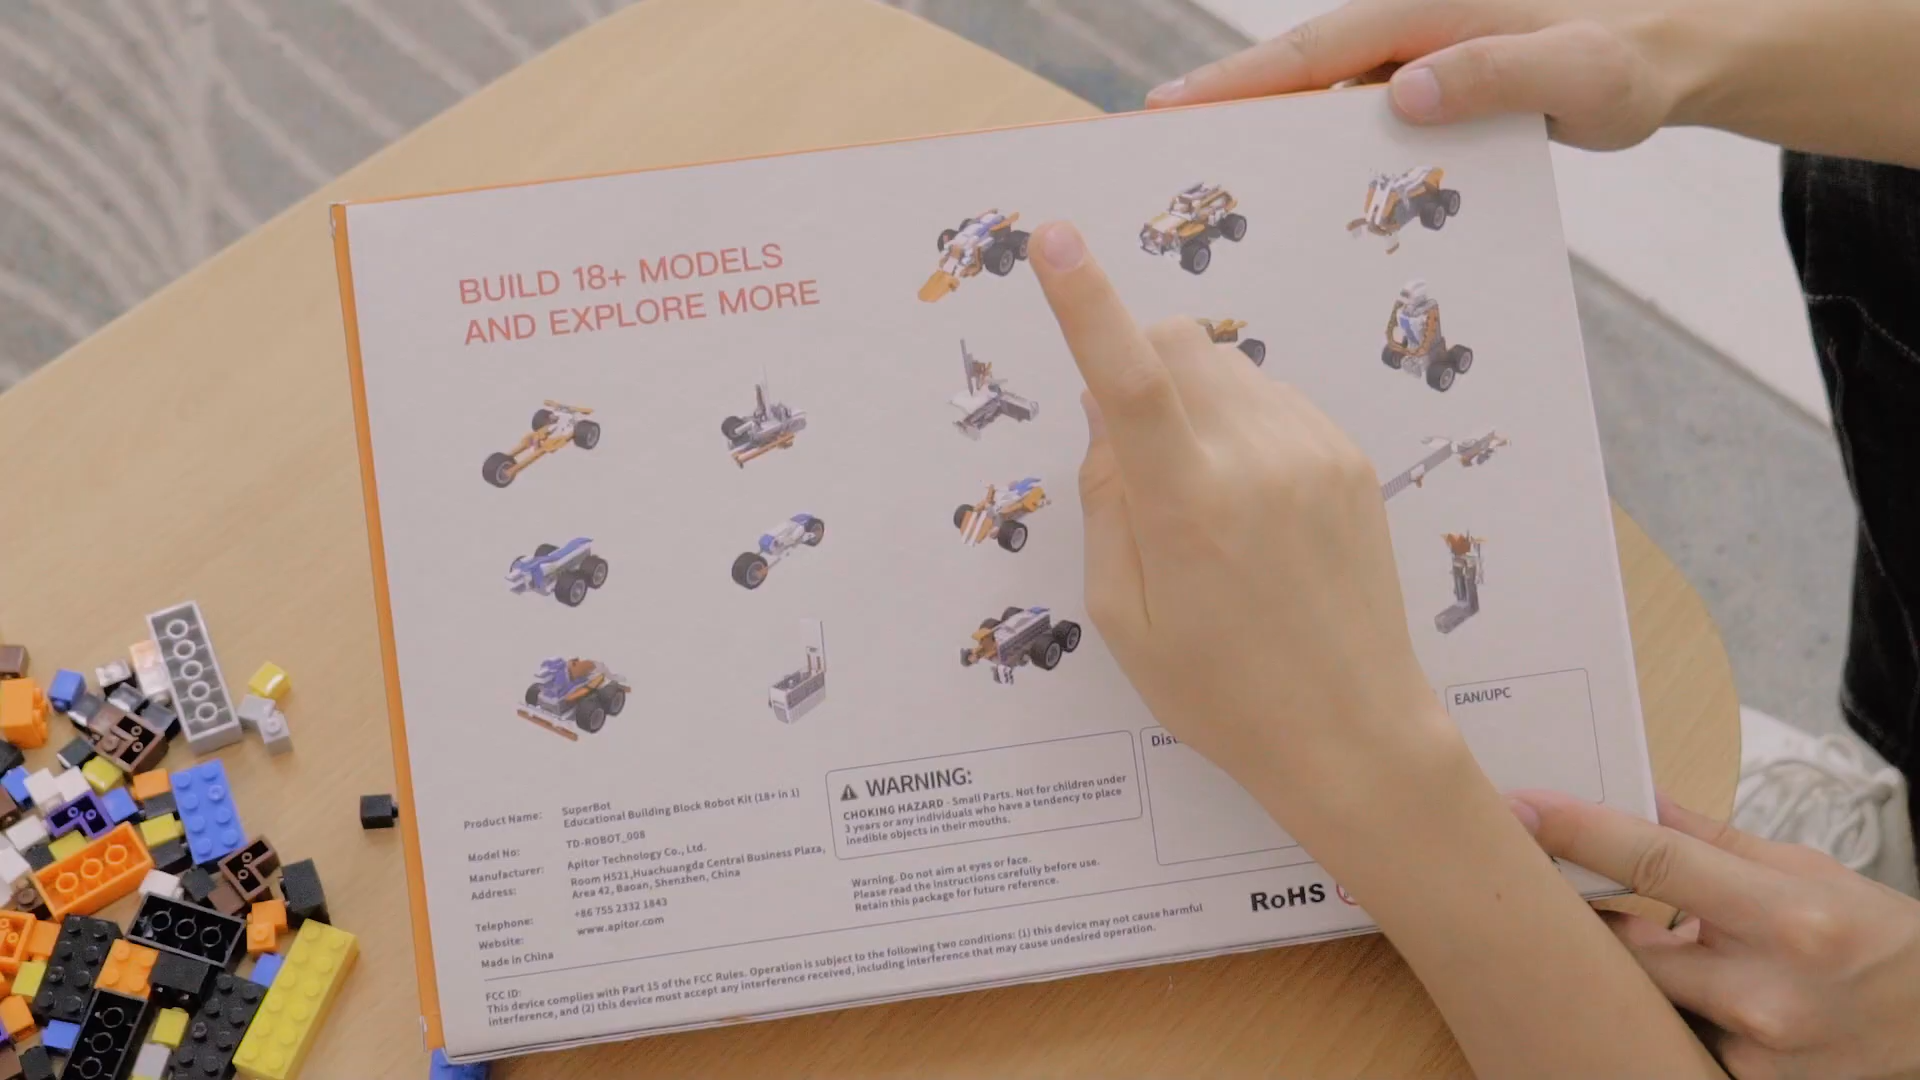 BUILD 18+ MODELS
AND EXPLORE MORE
Product Name: SuperBot
Educational Building Block Robot Kit (18+ in 1)
Model No: TD-ROBOT_008
Manufacturer: Apitor Technology Co., Ltd.
Address: Room H521,Huachuangda Central Business Plaza,
Area 42, Baoan, Shenzhen, China
Telephone: +86 755 2332 1843
Website: www.apitor.com
Made in China
WARNING:
CHOKING HAZARD - Small Parts. Not for children under
3 years or any individuals who have a tendency to place
inedible objects in their mouths.
Warning. Do not aim at eyes or face.
Please read the instructions carefully before use.
Retain this package for future reference.
EAN/UPC
RoHS
FCC ID:
This device complies with Part 15 of the FCC Rules. Operation is subject to the following two conditions: (1) this device may not cause harmful
interference, and (2) this device must accept any interference received, including interference that may cause undesired operation.